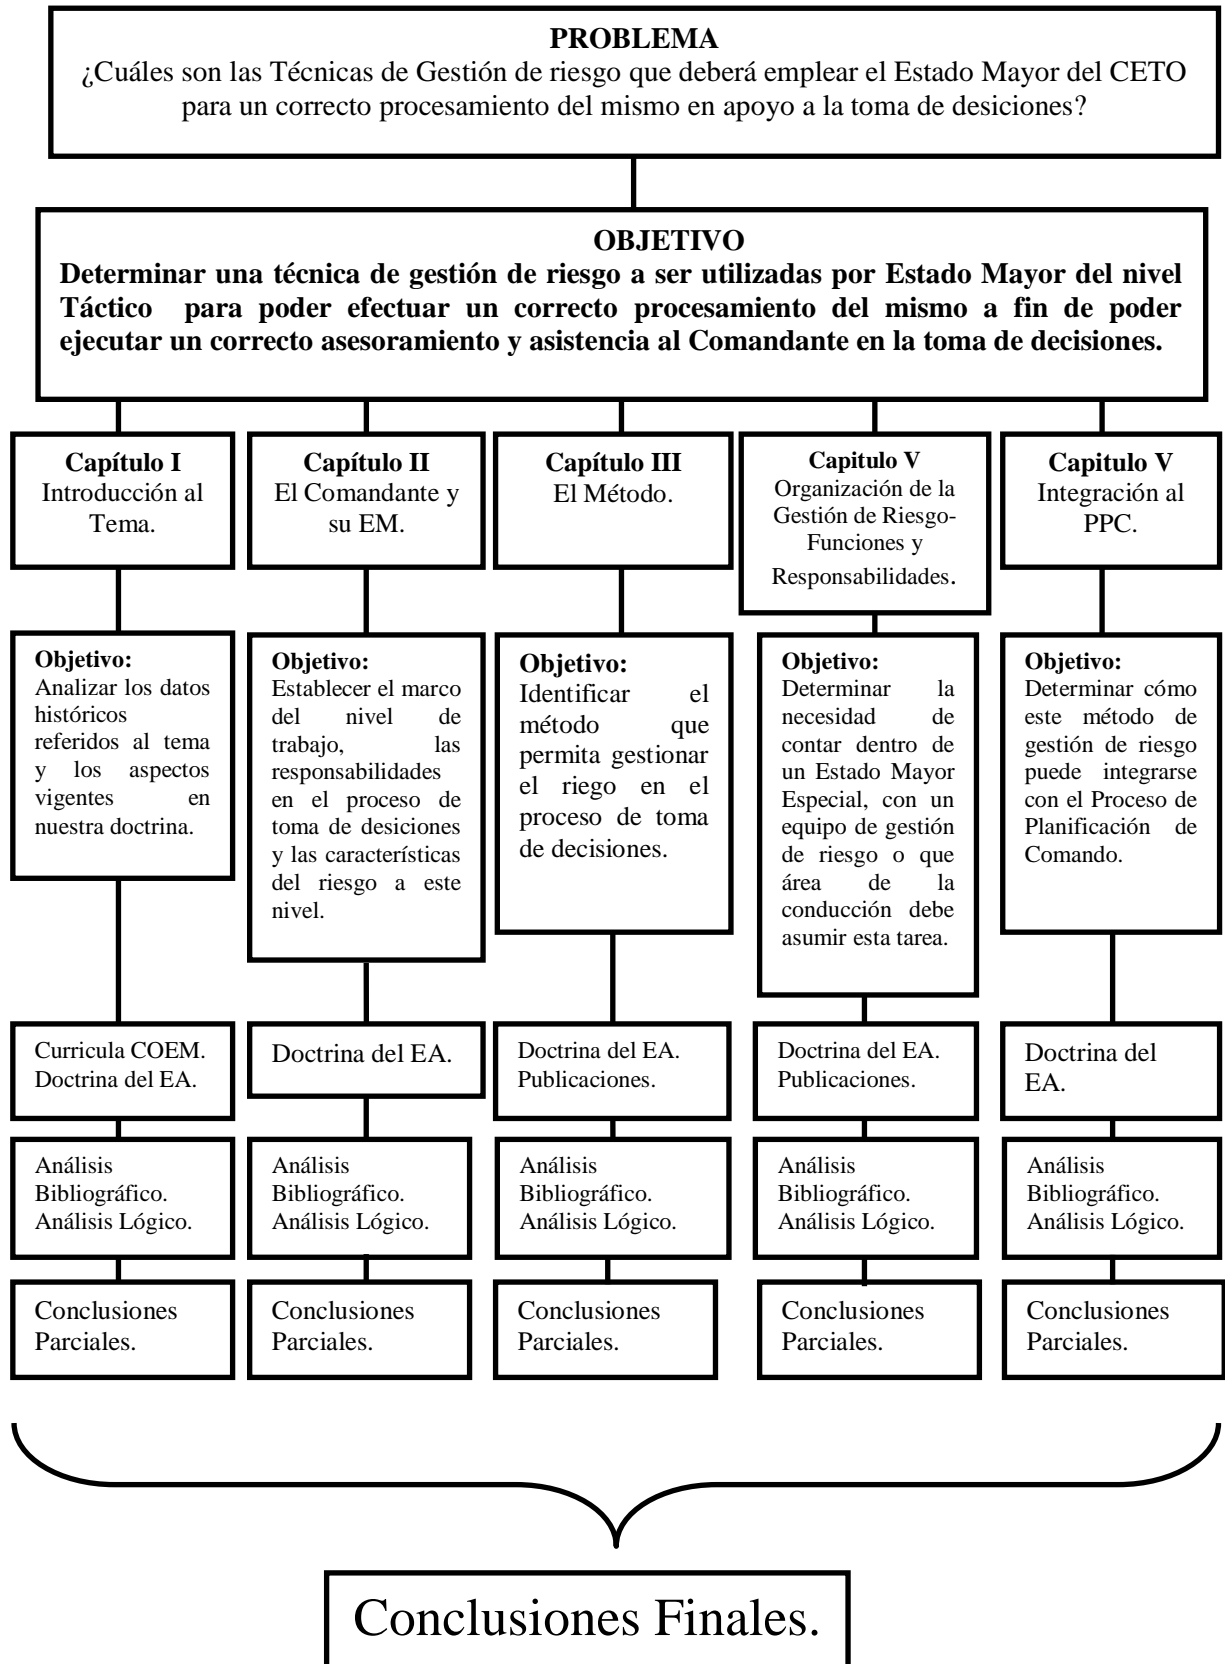 PROBLEMA
¿Cuáles son las Técnicas de Gestión de riesgo que deberá emplear el Estado Mayor del CETO
para un correcto procesamiento del mismo en apoyo a la toma de desiciones?
OBJETIVO
Determinar una técnica de gestión de riesgo a ser utilizadas por Estado Mayor del nivel
Táctico para poder efectuar un correcto procesamiento del mismo a fin de poder
ejecutar un correcto asesoramiento y asistencia al Comandante en la toma de decisiones.
Capítulo I
Introducción al
Tema.
Capítulo II
El Comandante y
su EM.
Capítulo III
El Método.
Capitulo V
Organización de la
Gestión de Riesgo-
Funciones y
Responsabilidades.
Capitulo V
Integración al
PPC.
Objetivo:
Analizar los datos
históricos
referidos al tema
y los aspectos
vigentes en
nuestra doctrina.
Objetivo:
Establecer el marco
del nivel de
trabajo, las
responsabilidades
en el proceso de
toma de desiciones
y las características
del riesgo a este
nivel.
Objetivo:
Identificar el
método que
permita gestionar
el riego en el
proceso de toma
de decisiones.
Objetivo:
Determinar la
necesidad de
contar dentro de
un Estado Mayor
Especial, con un
equipo de gestión
de riesgo o que
área de la
conducción debe
asumir esta tarea.
Objetivo:
Determinar cómo
este método de
gestión de riesgo
puede integrarse
con el Proceso de
Planificación de
Comando.
Curricula COEM.
Doctrina del EA.
Doctrina del EA.
Doctrina del EA.
Publicaciones.
Doctrina del EA.
Publicaciones.
Doctrina del
EA.
Análisis
Bibliográfico.
Análisis Lógico.
Análisis
Bibliográfico.
Análisis Lógico.
Análisis
Bibliográfico.
Análisis Lógico.
Análisis
Bibliográfico.
Análisis Lógico.
Análisis
Bibliográfico.
Análisis Lógico.
Conclusiones
Parciales.
Conclusiones
Parciales.
Conclusiones
Parciales.
Conclusiones
Parciales.
Conclusiones
Parciales.
Conclusiones Finales.